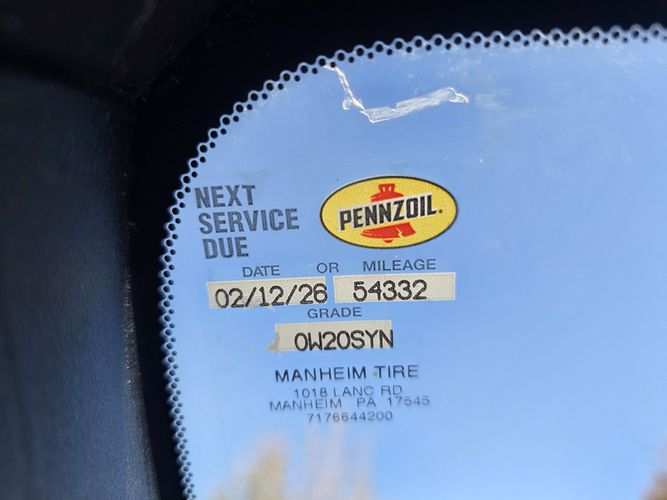 NEXT
SERVICE
DUE
PENNZOIL.
DATE OR MILEAGE
02/12/26 54332
GRADE
0W20SYN
MANHEIM TIRE
1018 LANC RD
MANHEIM PA 17545
7176644200